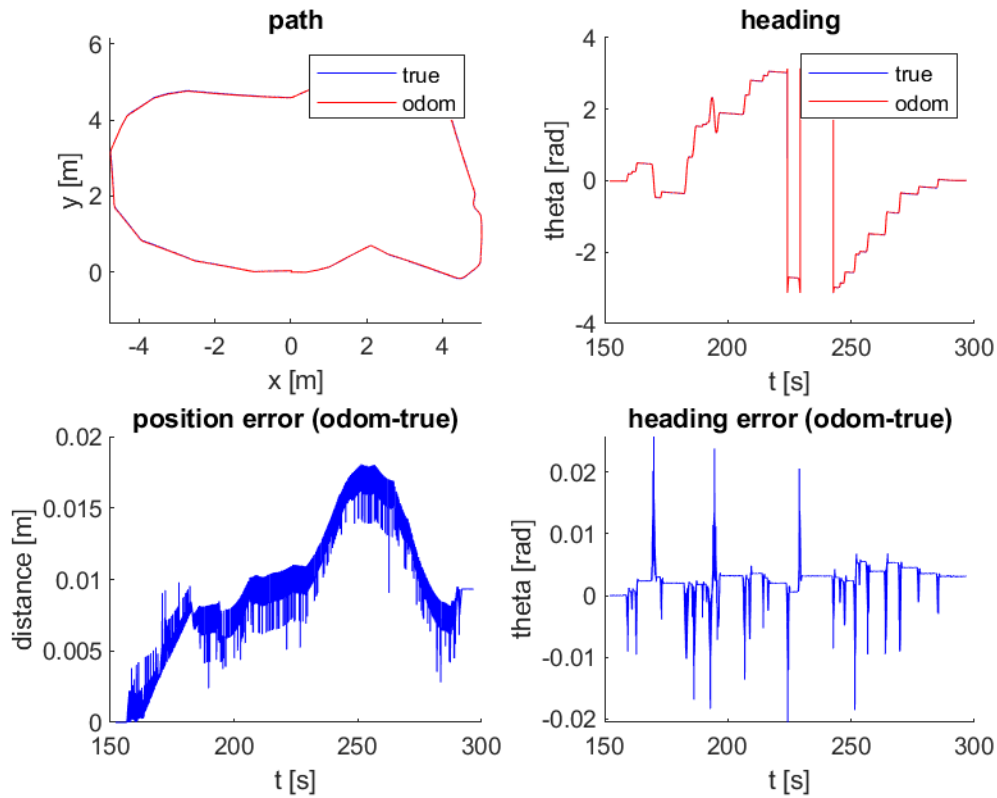 path
6
4
2
0
y [m]
-4
-2
0
2
4
x [m]
true
odom
heading
4
2
0
-2
-4
theta [rad]
150
200
250
300
t [s]
true
odom
position error (odom-true)
0.02
0.015
0.01
0.005
0
distance [m]
150
200
250
300
t [s]
heading error (odom-true)
0.02
0.01
0
-0.01
-0.02
theta [rad]
150
200
250
300
t [s]